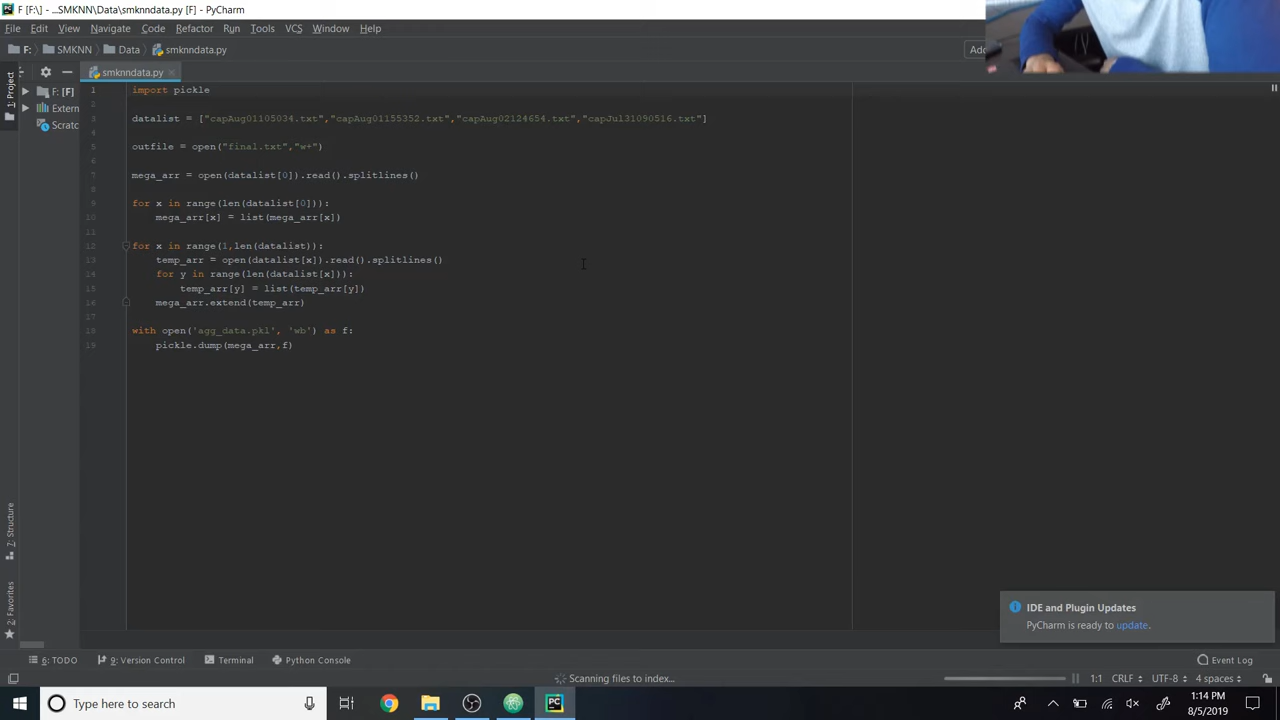 F [F:\] - ...SMKNN\Data\smknndata.py [F] - PyCharm
File Edit View Navigate Code Refactor Run Tools VCS Window Help
F: SMKNN Data smknndata.py Add
smknndata.py
1: Project
F: [F]
Extern
Scratc
1 import pickle
2
3 datalist = ["capAug01105034.txt","capAug01155352.txt","capAug02124654.txt","capJul31090516.txt"]
4
5 outfile = open("final.txt","w+")
6
7 mega_arr = open(datalist[0]).read().splitlines()
8
9 for x in range(len(datalist[0])):
10 mega_arr[x] = list(mega_arr[x])
11
12 for x in range(1,len(datalist)):
13 temp_arr = open(datalist[x]).read().splitlines()
14 for y in range(len(datalist[x])):
15 temp_arr[y] = list(temp_arr[y])
16 mega_arr.extend(temp_arr)
17
18 with open('agg_data.pkl', 'wb') as f:
19 pickle.dump(mega_arr,f)
7: Structure
2: Favorites
IDE and Plugin Updates
PyCharm is ready to update.
6: TODO 9: Version Control Terminal Python Console Event Log
Scanning files to index... 1:1 CRLF UTF-8 4 spaces
Type here to search
PC
1:14 PM
8/5/2019